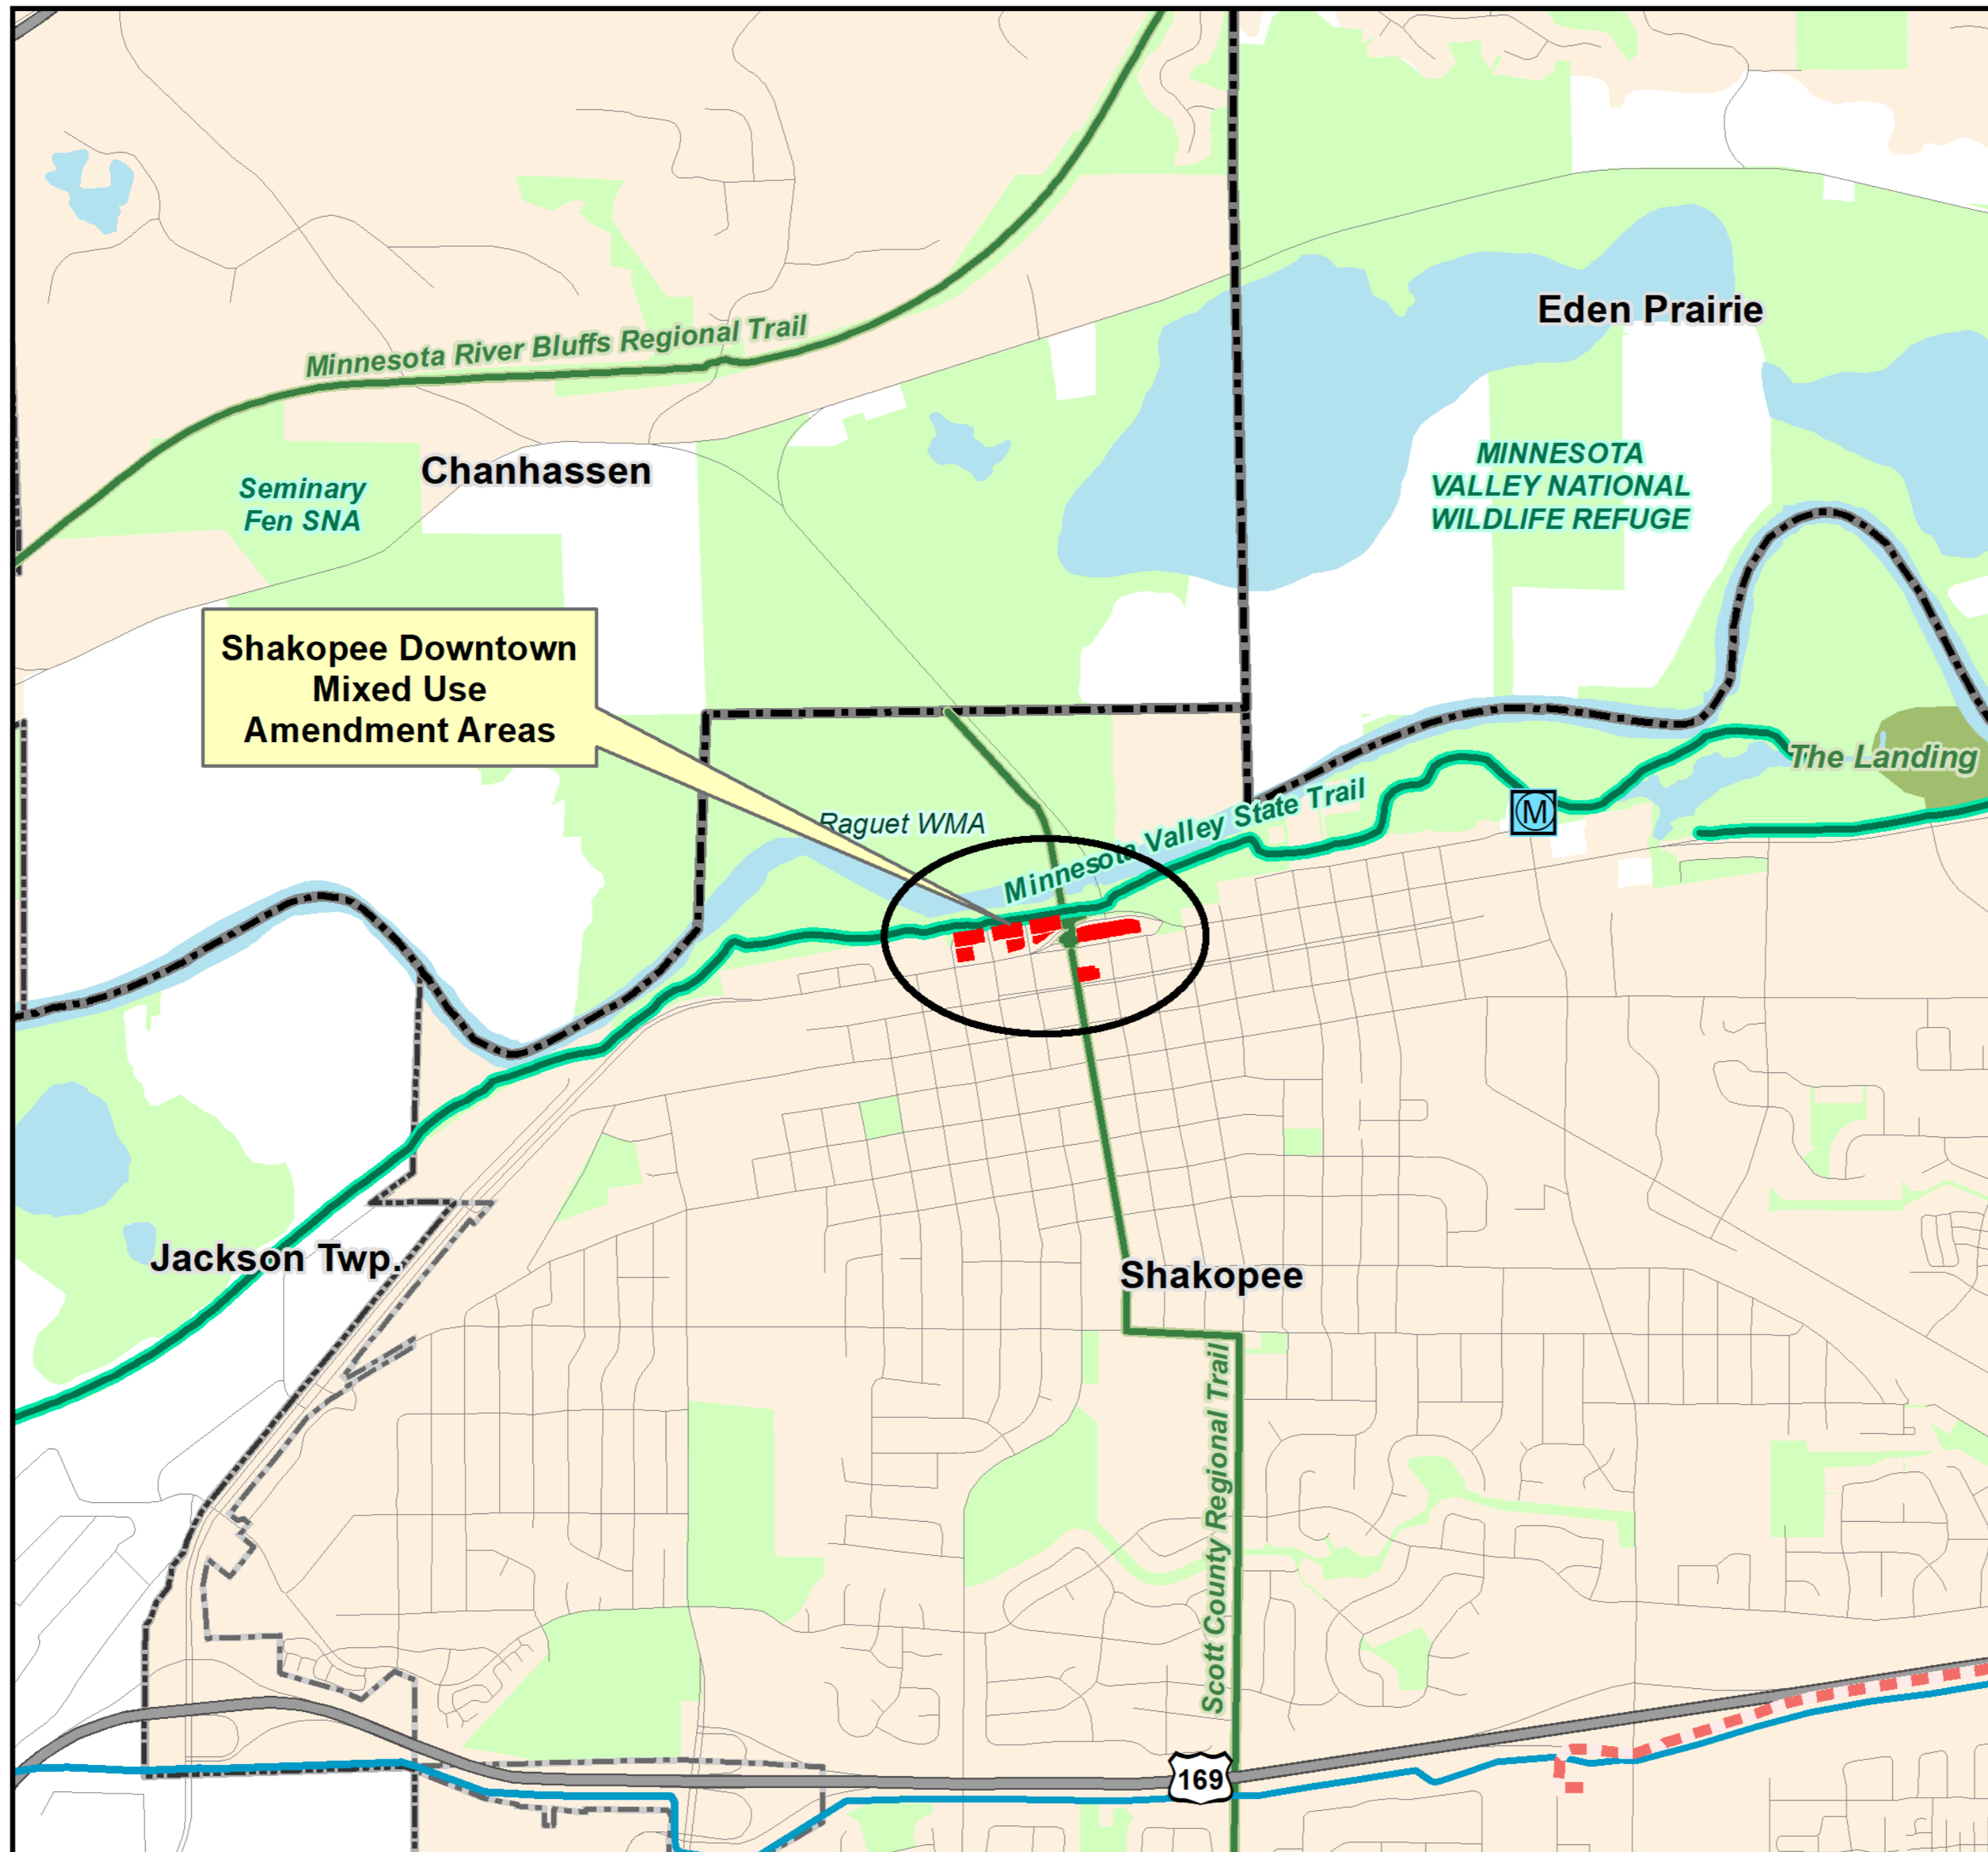 Eden Prairie
Minnesota River Bluffs Regional Trail
Chanhassen
MINNESOTA
VALLEY NATIONAL
WILDLIFE REFUGE
Seminary
Fen SNA
Shakopee Downtown
Mixed Use
Amendment Areas
The Landing
Raguet WMA
Minnesota Valley State Trail
M
Jackson Twp.
Shakopee
Scott County Regional Trail
169